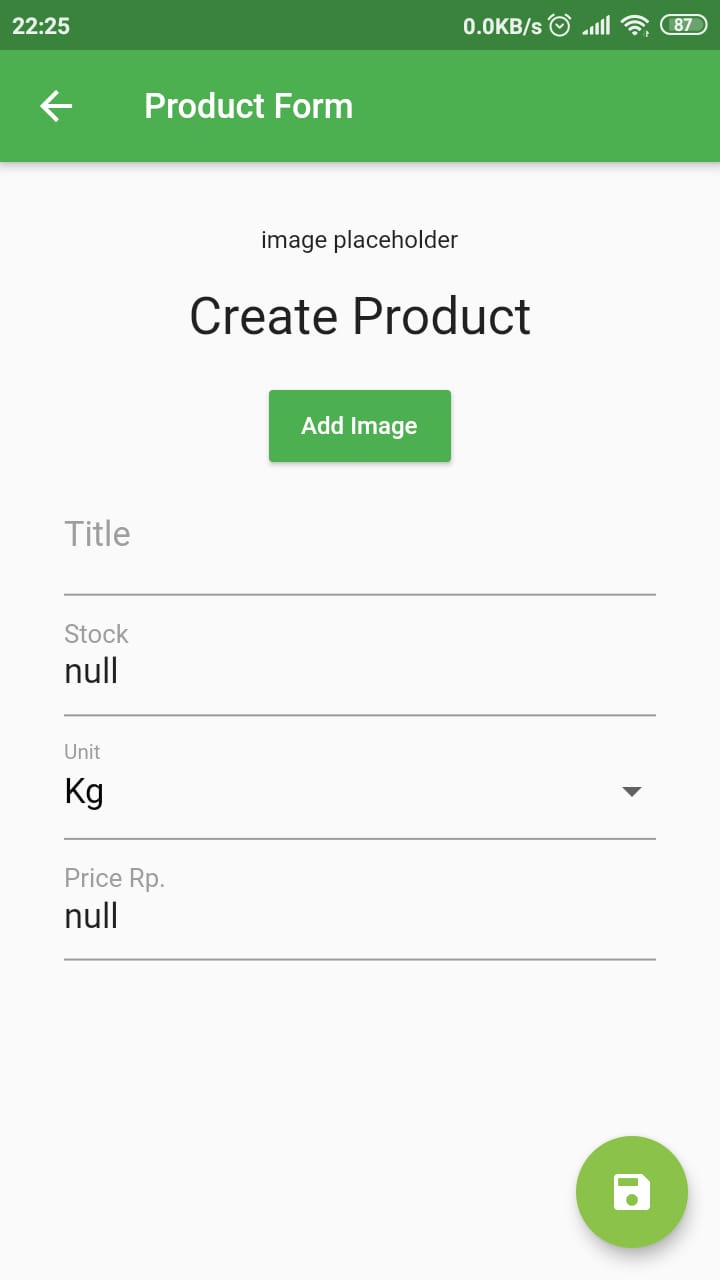 22:25 0.0KB/s 87
Product Form
image placeholder
Create Product
Add Image
Title
Stock
null
Unit
Kg
Price Rp.
null